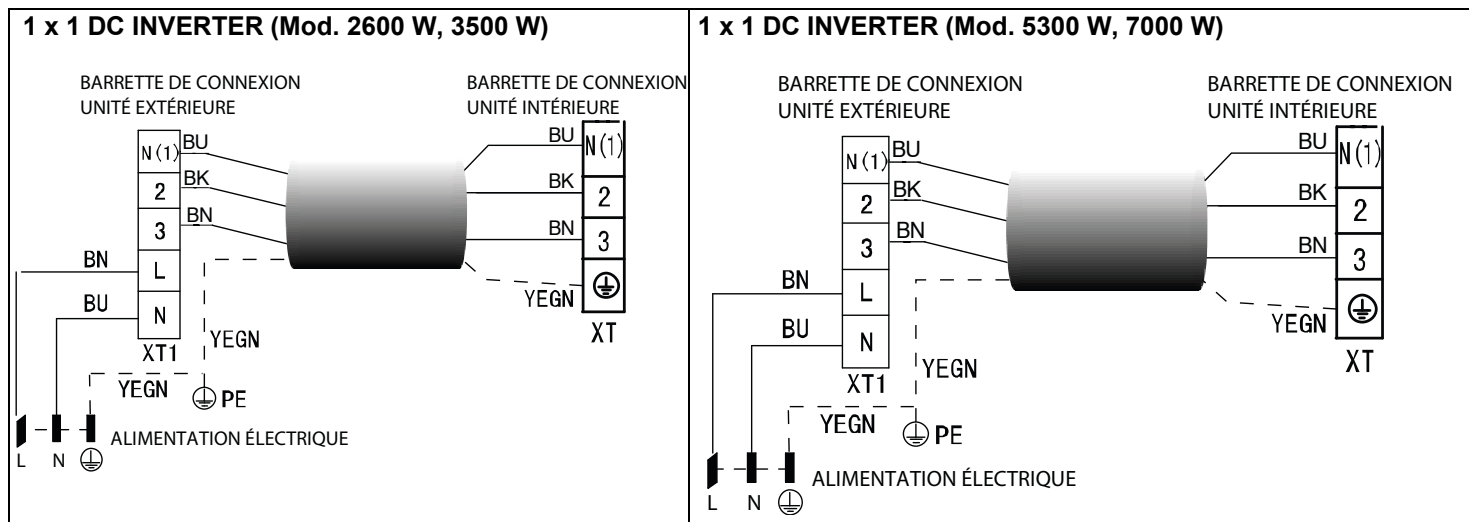 1 x 1 DC INVERTER (Mod. 2600 W, 3500 W)
BARRETTE DE CONNEXION
UNITÉ EXTÉRIEURE
BARRETTE DE CONNEXION
UNITÉ INTÉRIEURE
N(1)
BU
2
BK
3
BN
L
BN
N
BU
XT1
BU
N(1)
BK
2
BN
3
YEGN
XT
YEGN
YEGN
PE
ALIMENTATION ÉLECTRIQUE
L
N
1 x 1 DC INVERTER (Mod. 5300 W, 7000 W)
BARRETTE DE CONNEXION
UNITÉ EXTÉRIEURE
BARRETTE DE CONNEXION
UNITÉ INTÉRIEURE
N(1)
BU
2
BK
3
BN
L
BN
N
BU
XT1
BU
N(1)
BK
2
BN
3
YEGN
XT
YEGN
YEGN
PE
ALIMENTATION ÉLECTRIQUE
L
N